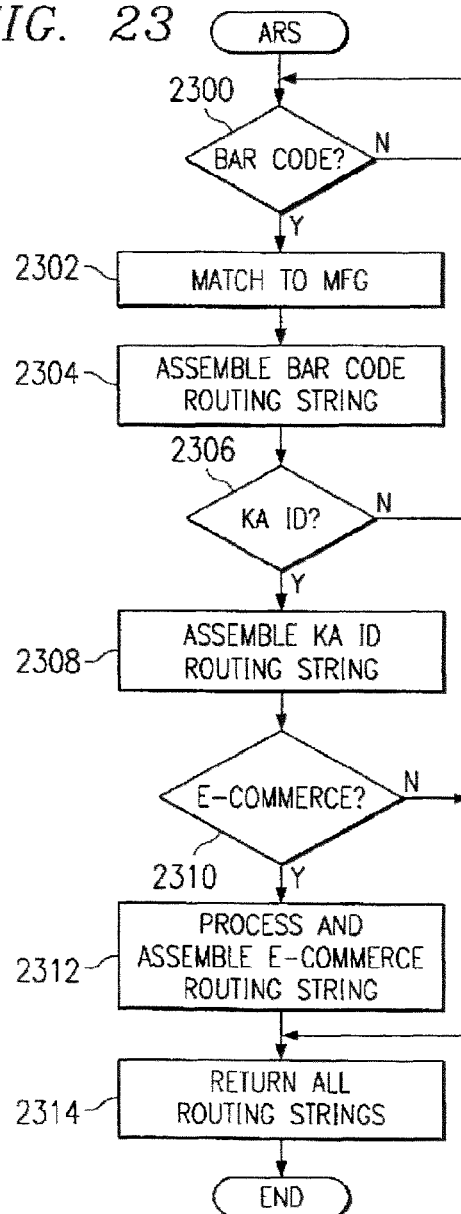 FIG. 23
ARS
2300
BAR CODE?
N
Y
2302
MATCH TO MFG
2304
ASSEMBLE BAR CODE
ROUTING STRING
2306
KA ID?
N
Y
2308
ASSEMBLE KA ID
ROUTING STRING
E-COMMERCE?
N
2310
Y
2312
PROCESS AND
ASSEMBLE E-COMMERCE
ROUTING STRING
2314
RETURN ALL
ROUTING STRINGS
END